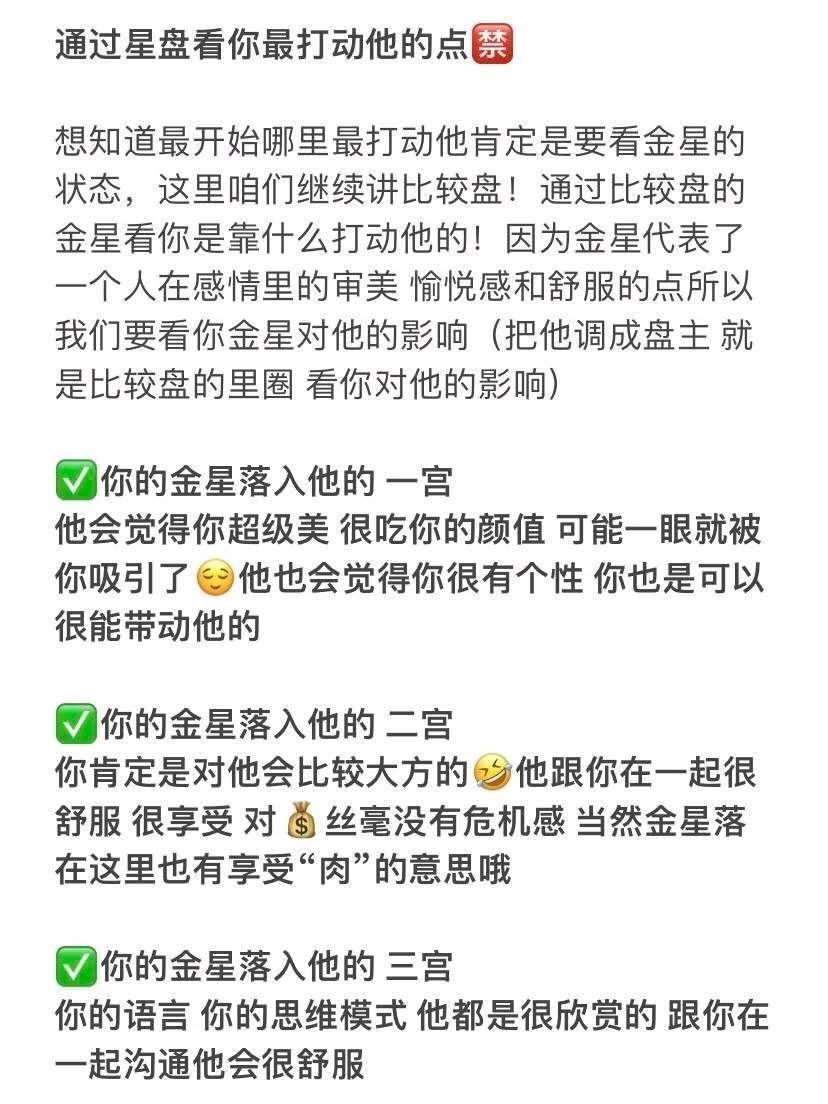 通过星盘看你最打动他的点🈲
想知道最开始哪里最打动他肯定是要看金星的
状态，这里咱们继续讲比较盘！通过比较盘的
金星看你是靠什么打动他的！因为金星代表了
一个人在感情里的审美 愉悦感和舒服的点所以
我们要看你金星对他的影响（把他调成盘主 就
是比较盘的里圈 看你对他的影响）
✅你的金星落入他的 一宫
他会觉得你超级美 很吃你的颜值 可能一眼就被
你吸引了😌他也会觉得你很有个性 你也是可以
很能带动他的
✅你的金星落入他的 二宫
你肯定是对他会比较大方的🤣他跟你在一起很
舒服 很享受 对💰丝毫没有危机感 当然金星落
在这里也有享受“肉”的意思哦
✅你的金星落入他的 三宫
你的语言 你的思维模式 他都是很欣赏的 跟你在
一起沟通他会很舒服